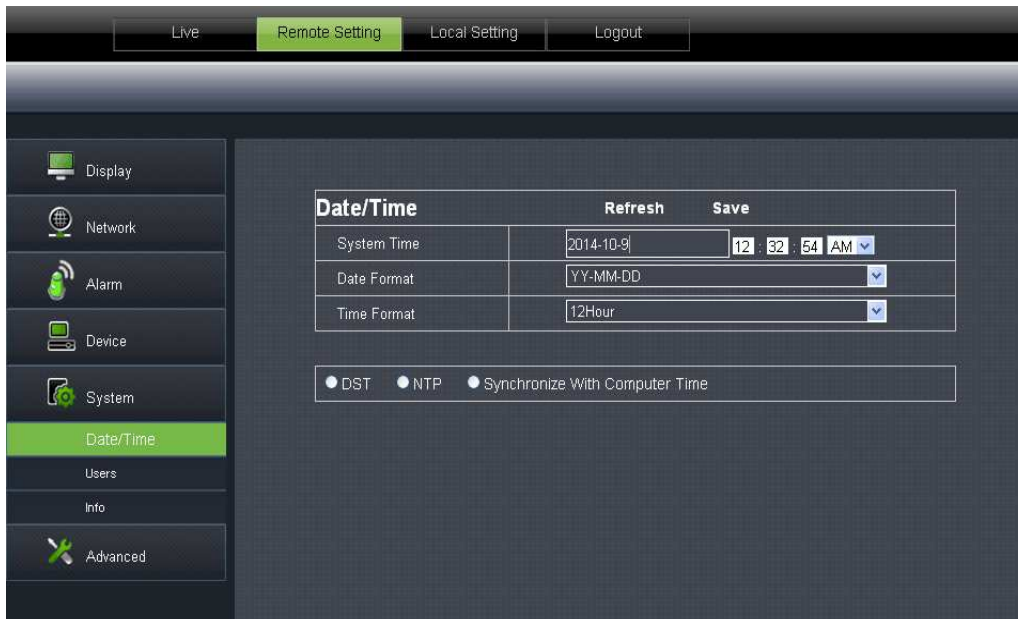 Live Remote Setting Local Setting Logout
Display
Network
Alarm
Device
System
Date/Time
Users
Info
Advanced
Date/Time Refresh Save
System Time 2014-10-9 12 : 32 : 54 AM
Date Format YY-MM-DD
Time Format 12Hour
DST NTP Synchronize With Computer Time